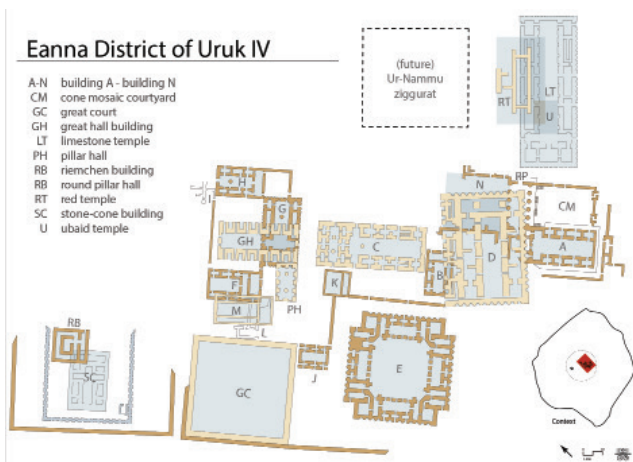 Eanna District of Uruk IV
A-N building A - building N
CM cone mosaic courtyard
GC great court
GH great hall building
LT limestone temple
PH pillar hall
RB riemchen building
RB round pillar hall
RT red temple
SC stone-cone building
U ubaid temple
(future)
Ur-Nammu
ziggurat
RT
LT
U
H
I
G
GH
F
M
L
PH
C
K
B
N
RP
CM
D
A
RB
SC
GC
J
E
Context